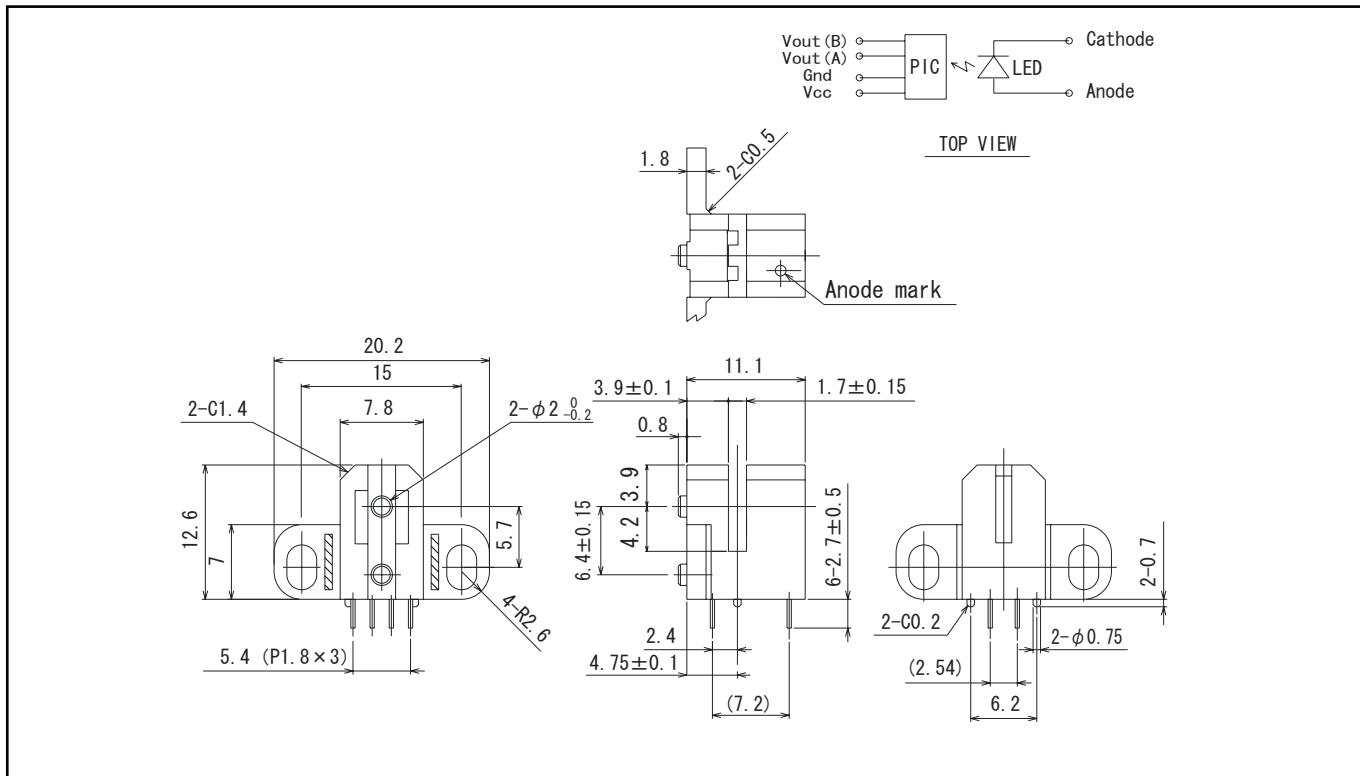 Vout(B)
Vout(A)
Gnd
Vcc
PIC
LED
Cathode
Anode
TOP VIEW
1.8
2-C0.5
Anode mark
20.2
15
7.8
2-C1.4
2-φ2 0 -0.2
12.6
7
5.7
4-R2.6
5.4 (P1.8×3)
11.1
3.9±0.1
1.7±0.15
0.8
3.9
4.2
6.4±0.15
6-2.7±0.5
2.4
4.75±0.1
(7.2)
2-0.7
2-C0.2
2-φ0.75
(2.54)
6.2